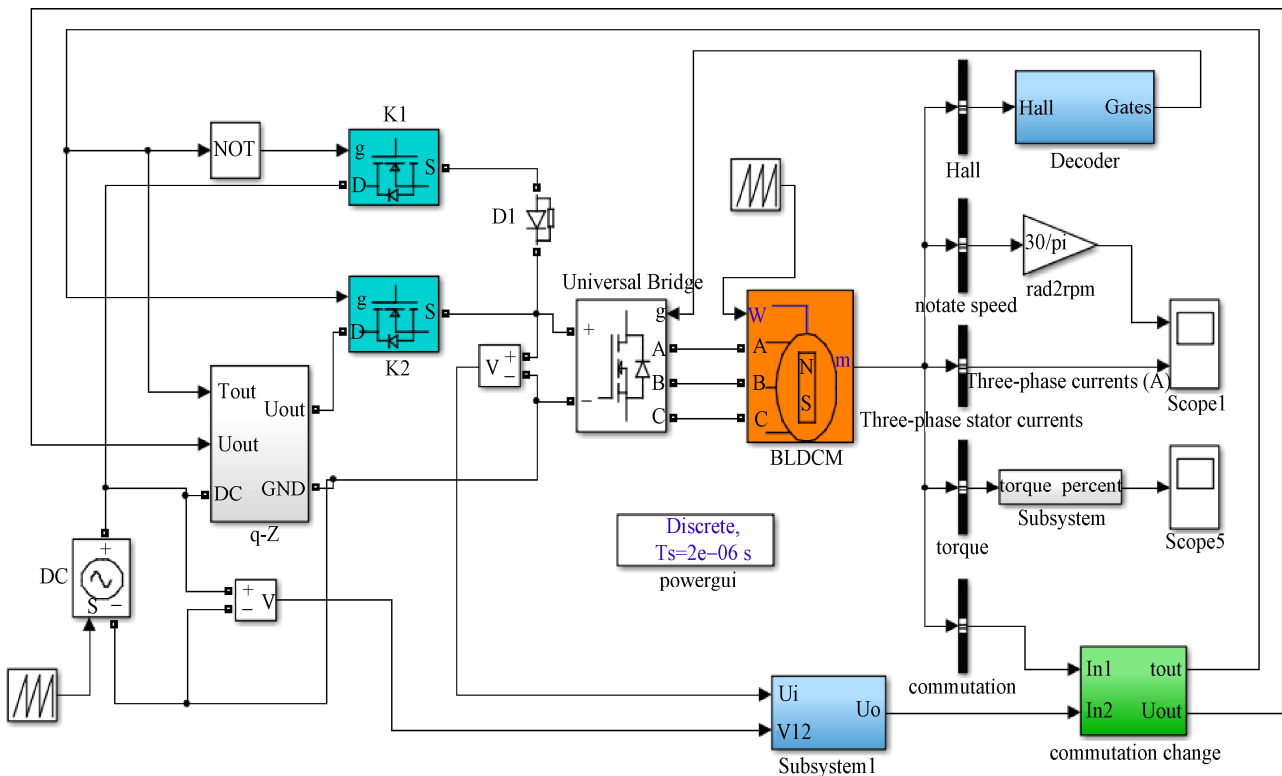 K1
NOT
g
D
S
D1
K2
g
D
S
Universal Bridge
g
+
A
B
−
C
V
+
−
Tout
Uout
Uout
DC
GND
q-Z
DC
+
S
−
+
−
V
W
A
B
C
N
S
m
BLDCM
Discrete,
Ts=2e−06 s
powergui
Hall
Hall
Gates
Decoder
30/pi
rad2rpm
notate speed
Three-phase currents (A)
Scope1
Three-phase stator currents
torque percent
Subsystem
Scope5
torque
commutation
Ui
V12
Uo
Subsystem1
In1
In2
tout
Uout
commutation change